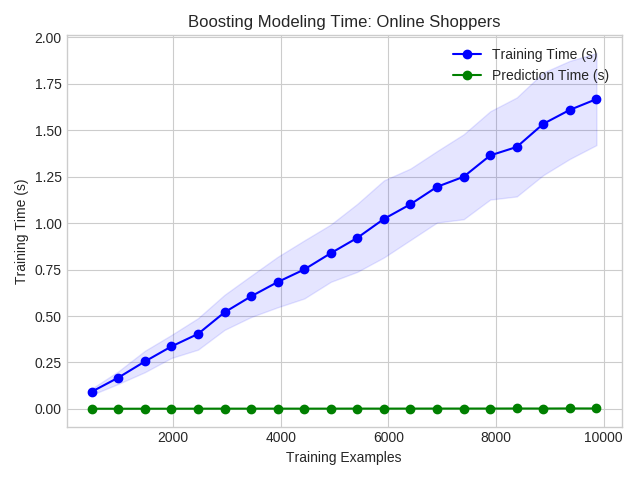 Boosting Modeling Time: Online Shoppers
2.00
1.75
1.50
1.25
1.00
0.75
0.50
0.25
0.00
Training Time (s)
Training Time (s)
Prediction Time (s)
2000 4000 6000 8000 10000
Training Examples